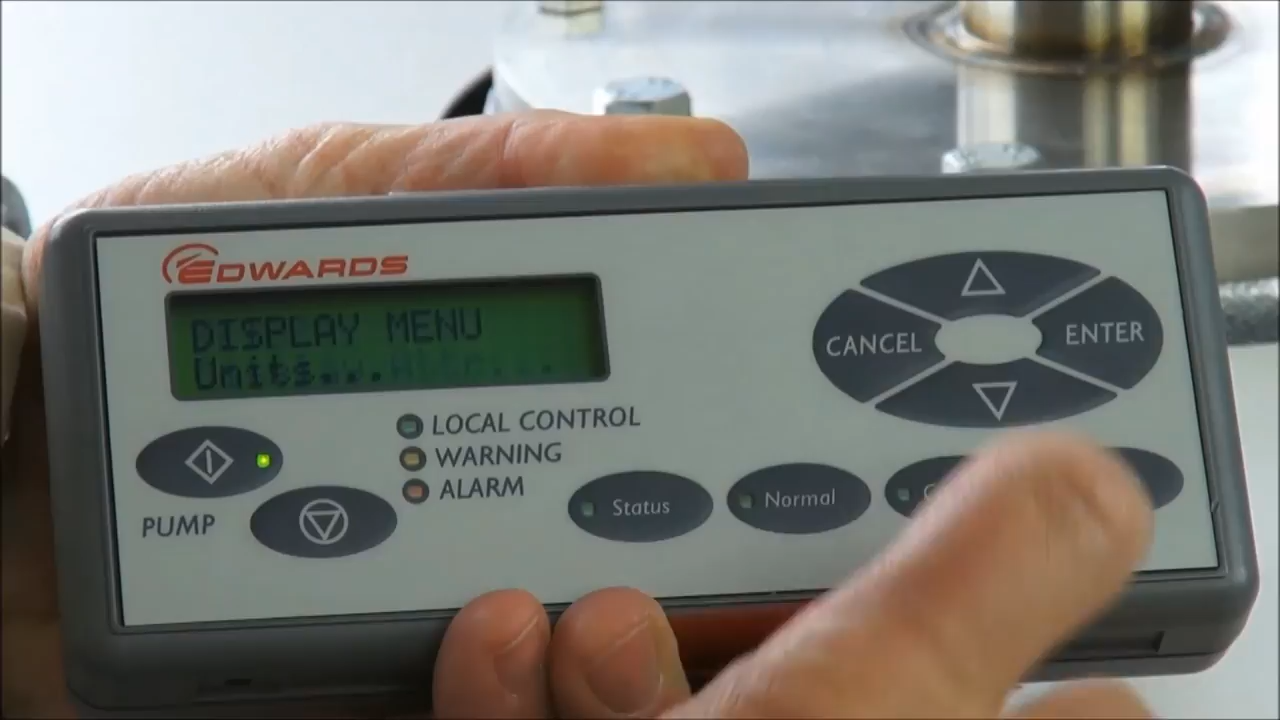 EDWARDS
DISPLAY MENU
Units...
CANCEL
ENTER
LOCAL CONTROL
WARNING
ALARM
PUMP
Status
Normal